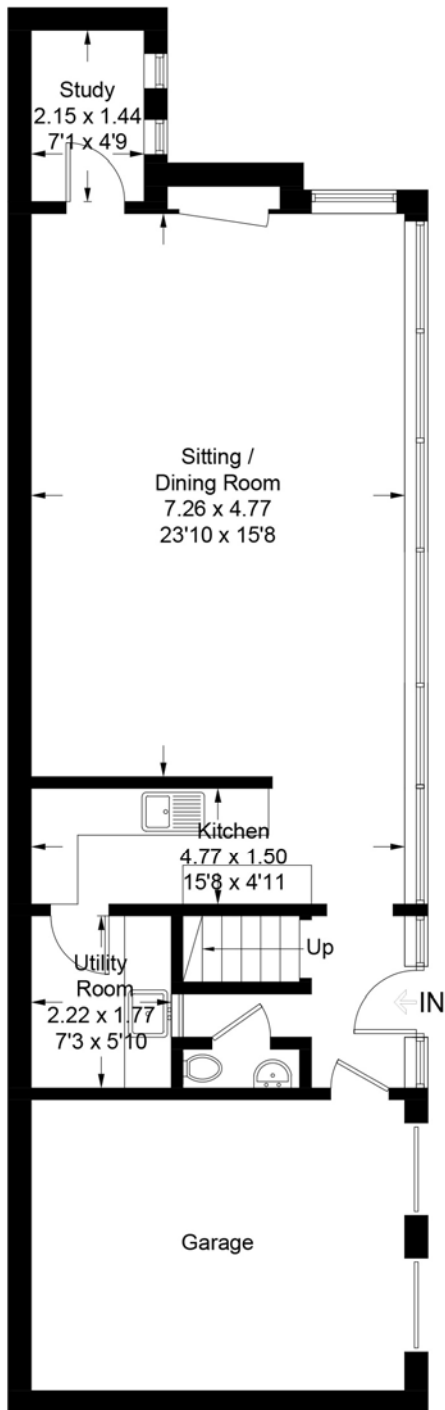 Study
2.15 x 1.44
7'1 x 4'9
Sitting /
Dining Room
7.26 x 4.77
23'10 x 15'8
Kitchen
4.77 x 1.50
15'8 x 4'11
Up
Utility
Room
2.22 x 1.77
7'3 x 5'10
IN
Garage